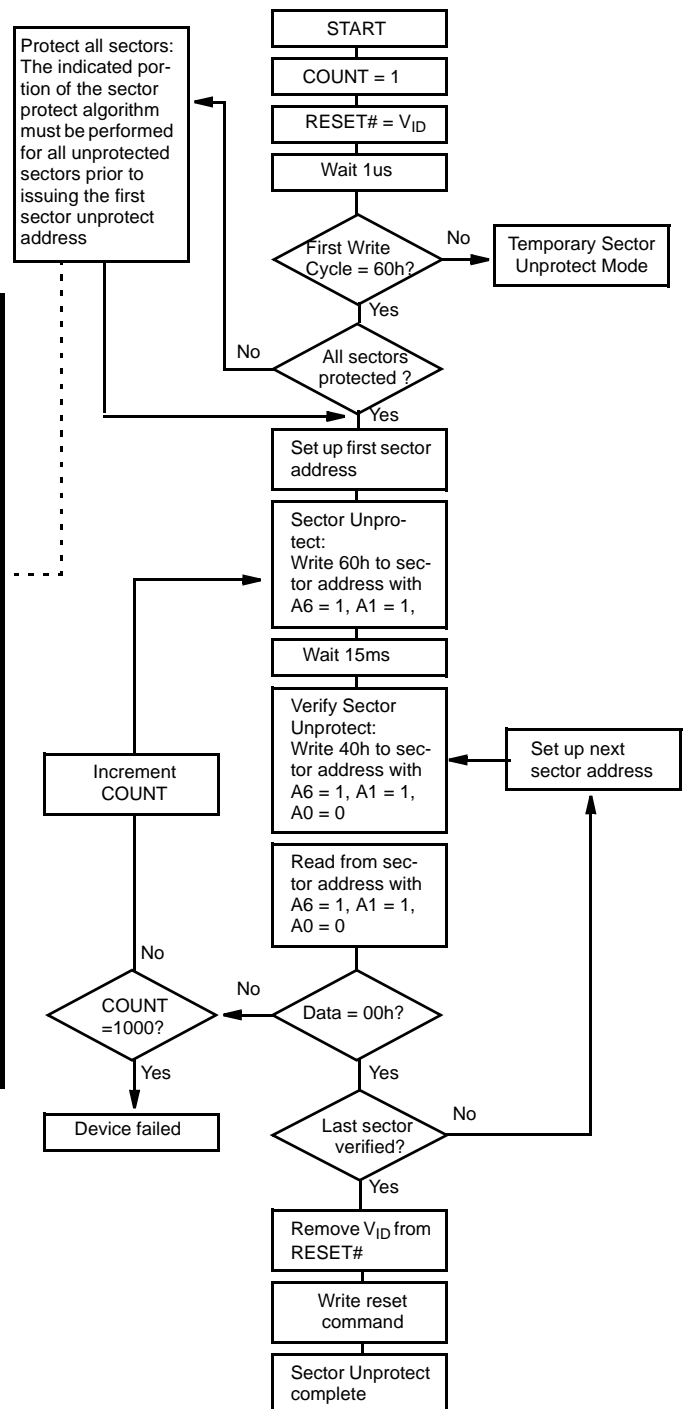 START
COUNT = 1
RESET# = VID
Wait 1us
Protect all sectors:
The indicated por-
tion of the sector
protect algorithm
must be performed
for all unprotected
sectors prior to
issuing the first
sector unprotect
address
First Write
Cycle = 60h?
No
Temporary Sector
Unprotect Mode
Yes
All sectors
protected ?
No
Yes
Set up first sector
address
Sector Unpro-
tect:
Write 60h to sec-
tor address with
A6 = 1, A1 = 1,
Wait 15ms
Verify Sector
Unprotect:
Write 40h to sec-
tor address with
A6 = 1, A1 = 1,
A0 = 0
Set up next
sector address
Increment
COUNT
Read from sec-
tor address with
A6 = 1, A1 = 1,
A0 = 0
No
COUNT
=1000?
No
Data = 00h?
Yes
Yes
Device failed
Last sector
verified?
No
Yes
Remove VID from
RESET#
Write reset
command
Sector Unprotect
complete